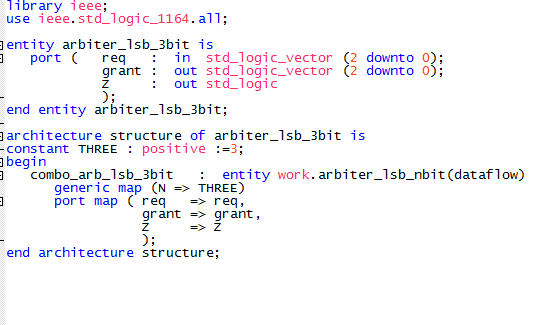 library ieee;
use ieee.std_logic_1164.all;
entity arbiter_lsb_3bit is
port ( req : in std_logic_vector (2 downto 0);
grant : out std_logic_vector (2 downto 0);
Z : out std_logic
);
end entity arbiter_lsb_3bit;
architecture structure of arbiter_lsb_3bit is
constant THREE : positive :=3;
begin
combo_arb_lsb_3bit : entity work.arbiter_lsb_nbit(dataflow)
generic map (N => THREE)
port map ( req => req,
grant => grant,
Z => Z
);
end architecture structure;